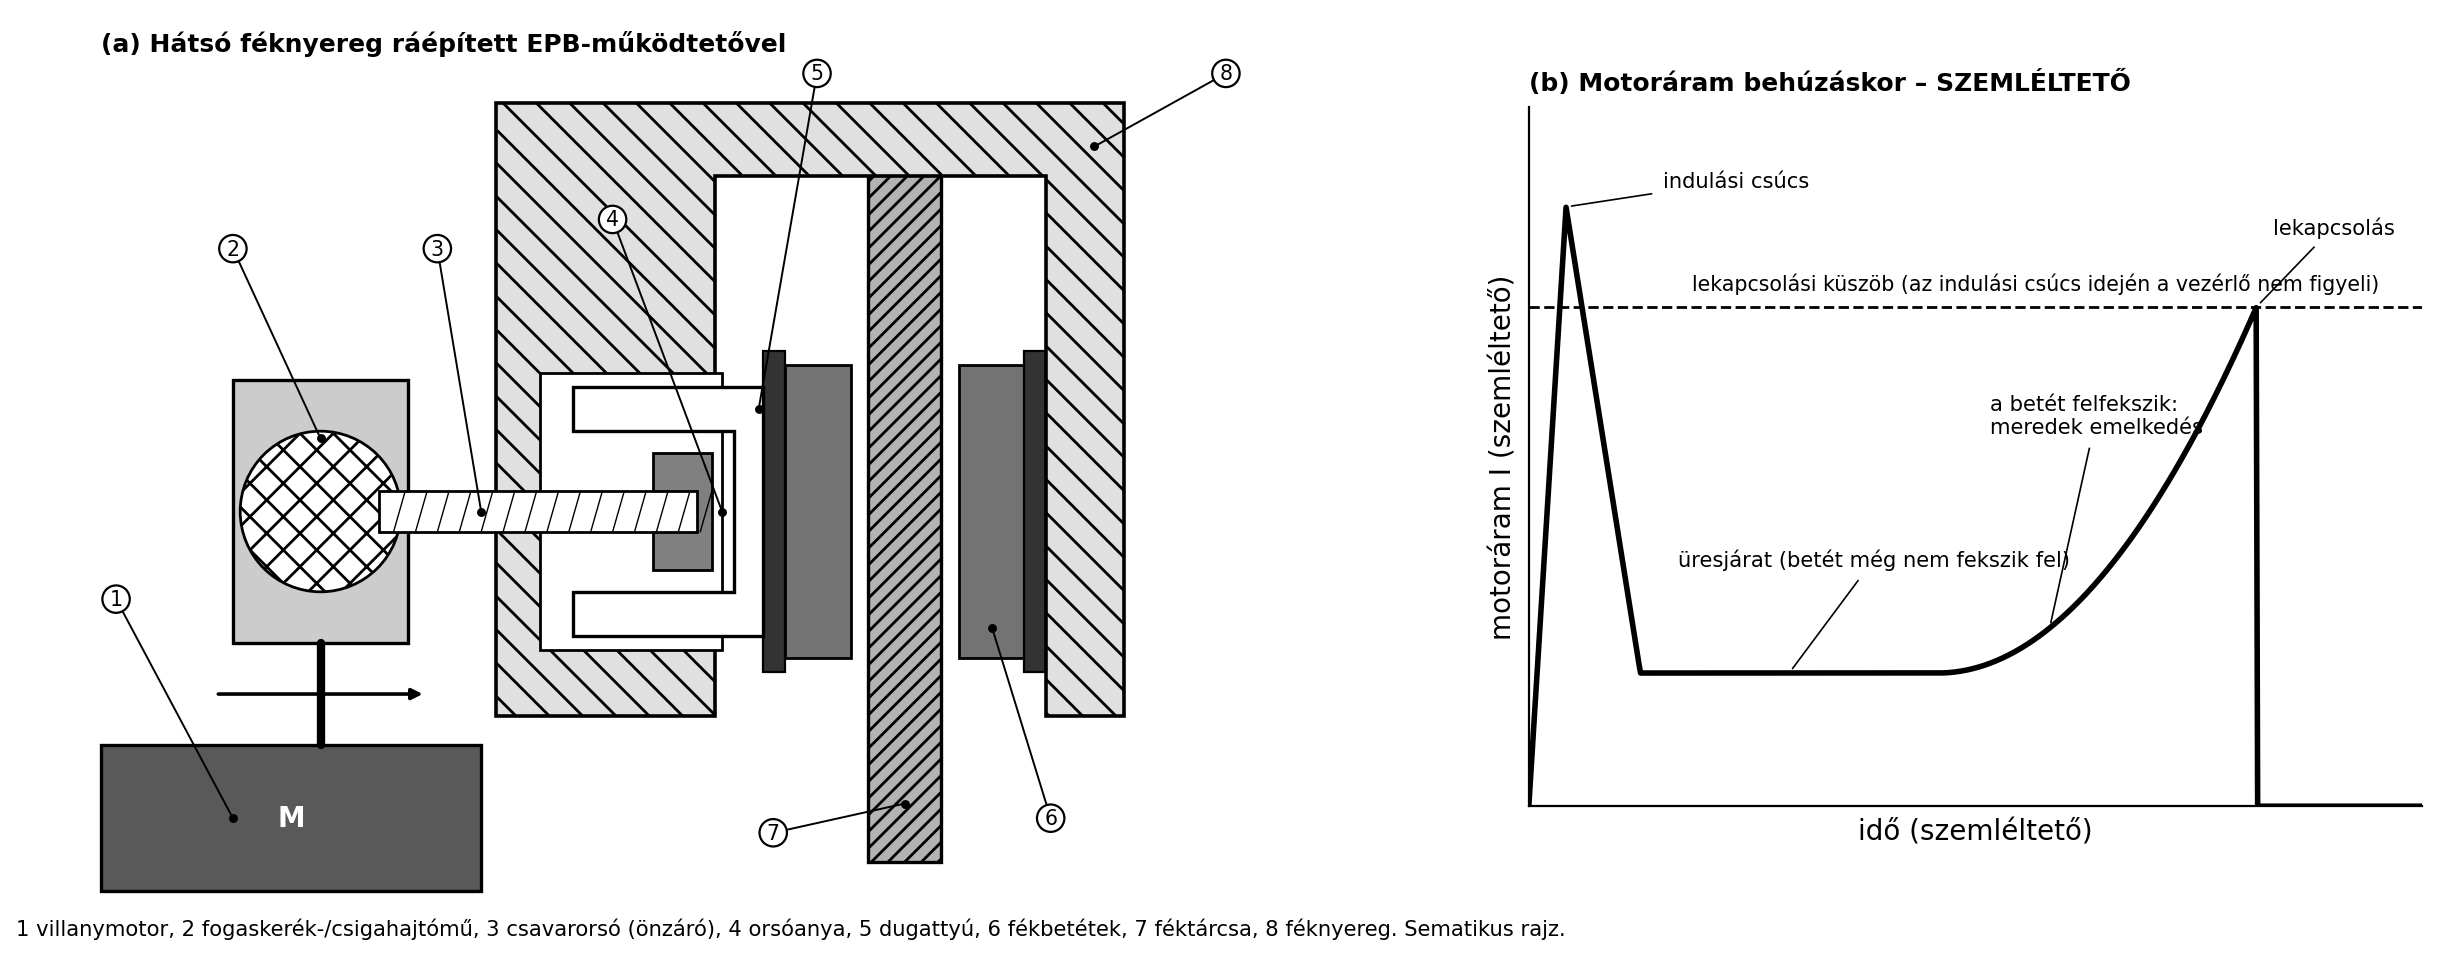 (a) Hátsó féknyereg ráépített EPB-működtetővel
5
8
4
2
3
1
M
7
6
1 villanymotor, 2 fogaskerék-/csigahajtómű, 3 csavarorsó (önzáró), 4 orsóanya, 5 dugattyú, 6 fékbetétek, 7 féktárcsa, 8 féknyereg. Sematikus rajz.
(b) Motoráram behúzáskor – SZEMLÉLTETŐ
indulási csúcs
lekapcsolás
lekapcsolási küszöb (az indulási csúcs idején a vezérlő nem figyeli)
a betét felfekszik:
meredek emelkedés
üresjárat (betét még nem fekszik fel)
motoráram I (szemléltető)
idő (szemléltető)